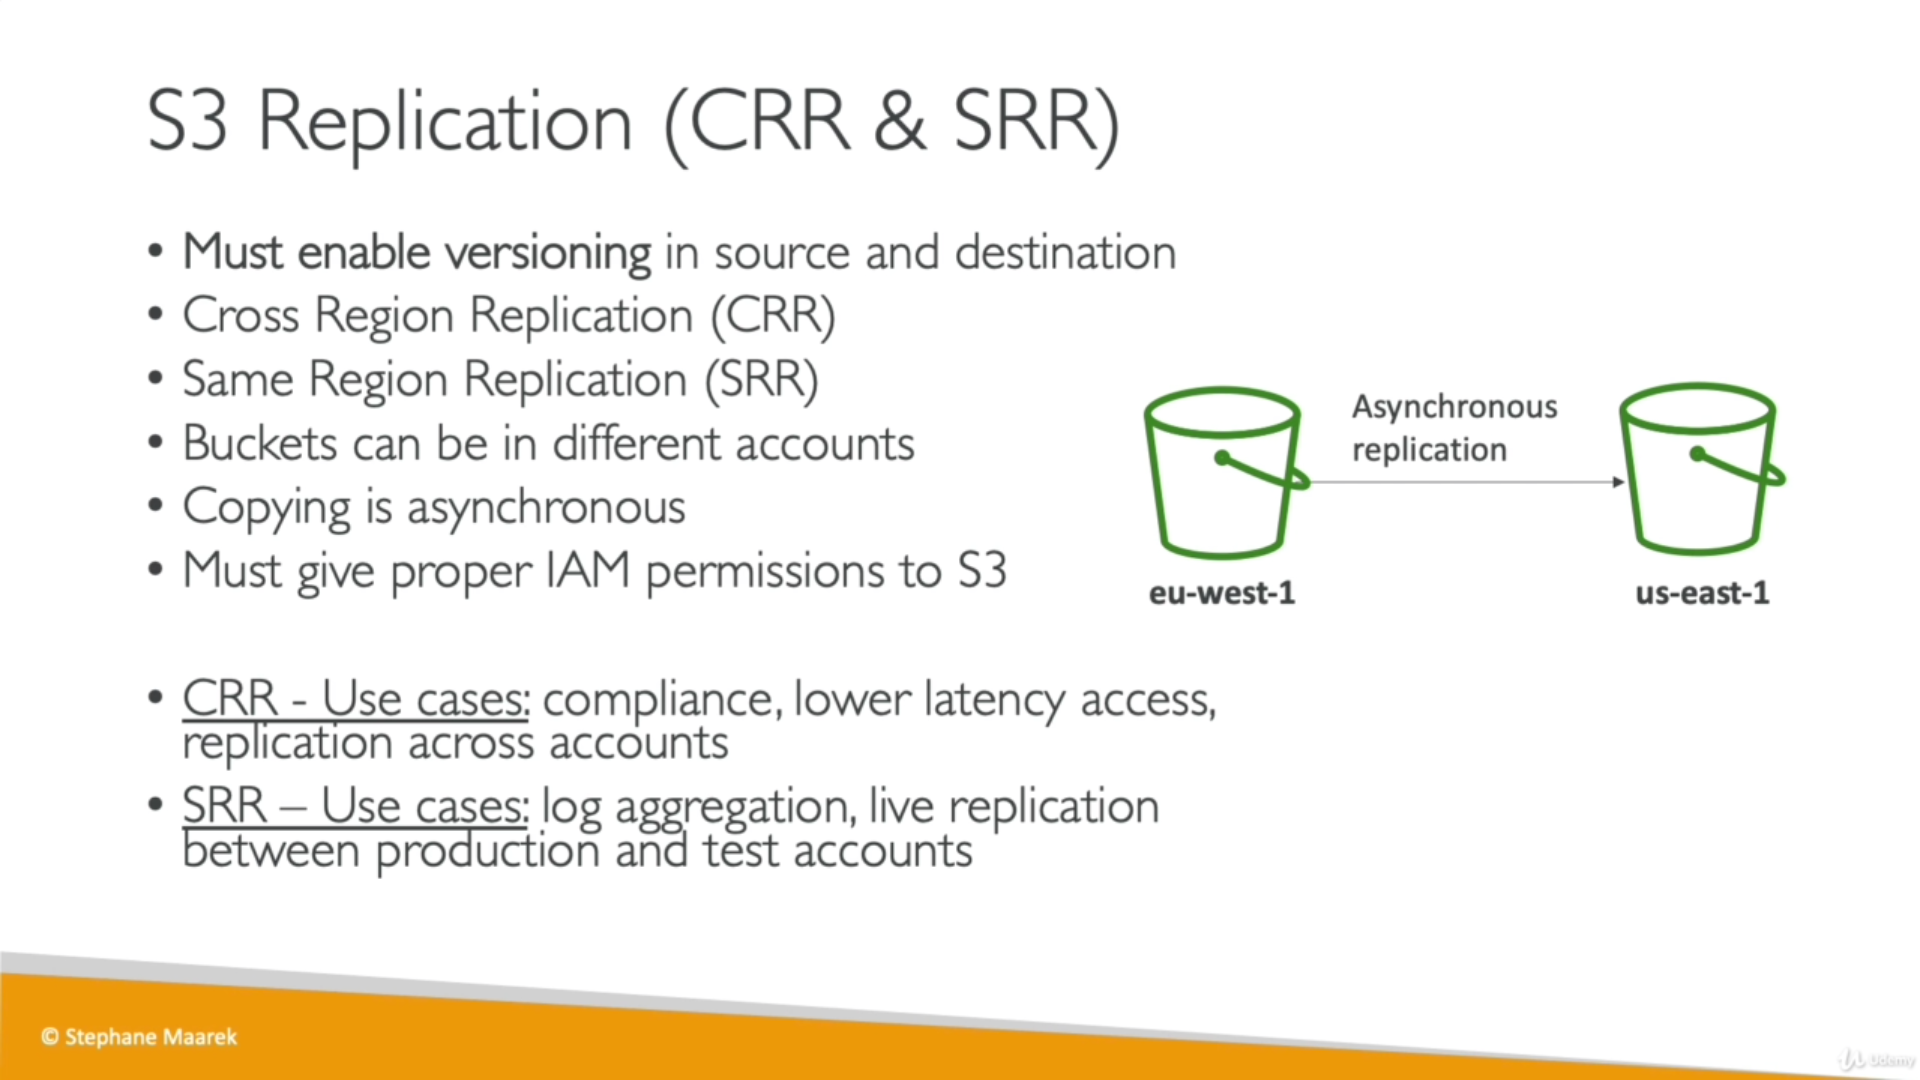 S3 Replication (CRR & SRR)
• Must enable versioning in source and destination
• Cross Region Replication (CRR)
• Same Region Replication (SRR)
• Buckets can be in different accounts
• Copying is asynchronous
• Must give proper IAM permissions to S3
• CRR - Use cases: compliance, lower latency access,
replication across accounts
• SRR – Use cases: log aggregation, live replication
between production and test accounts
Asynchronous
replication
eu-west-1
us-east-1
© Stephane Maarek
Udemy